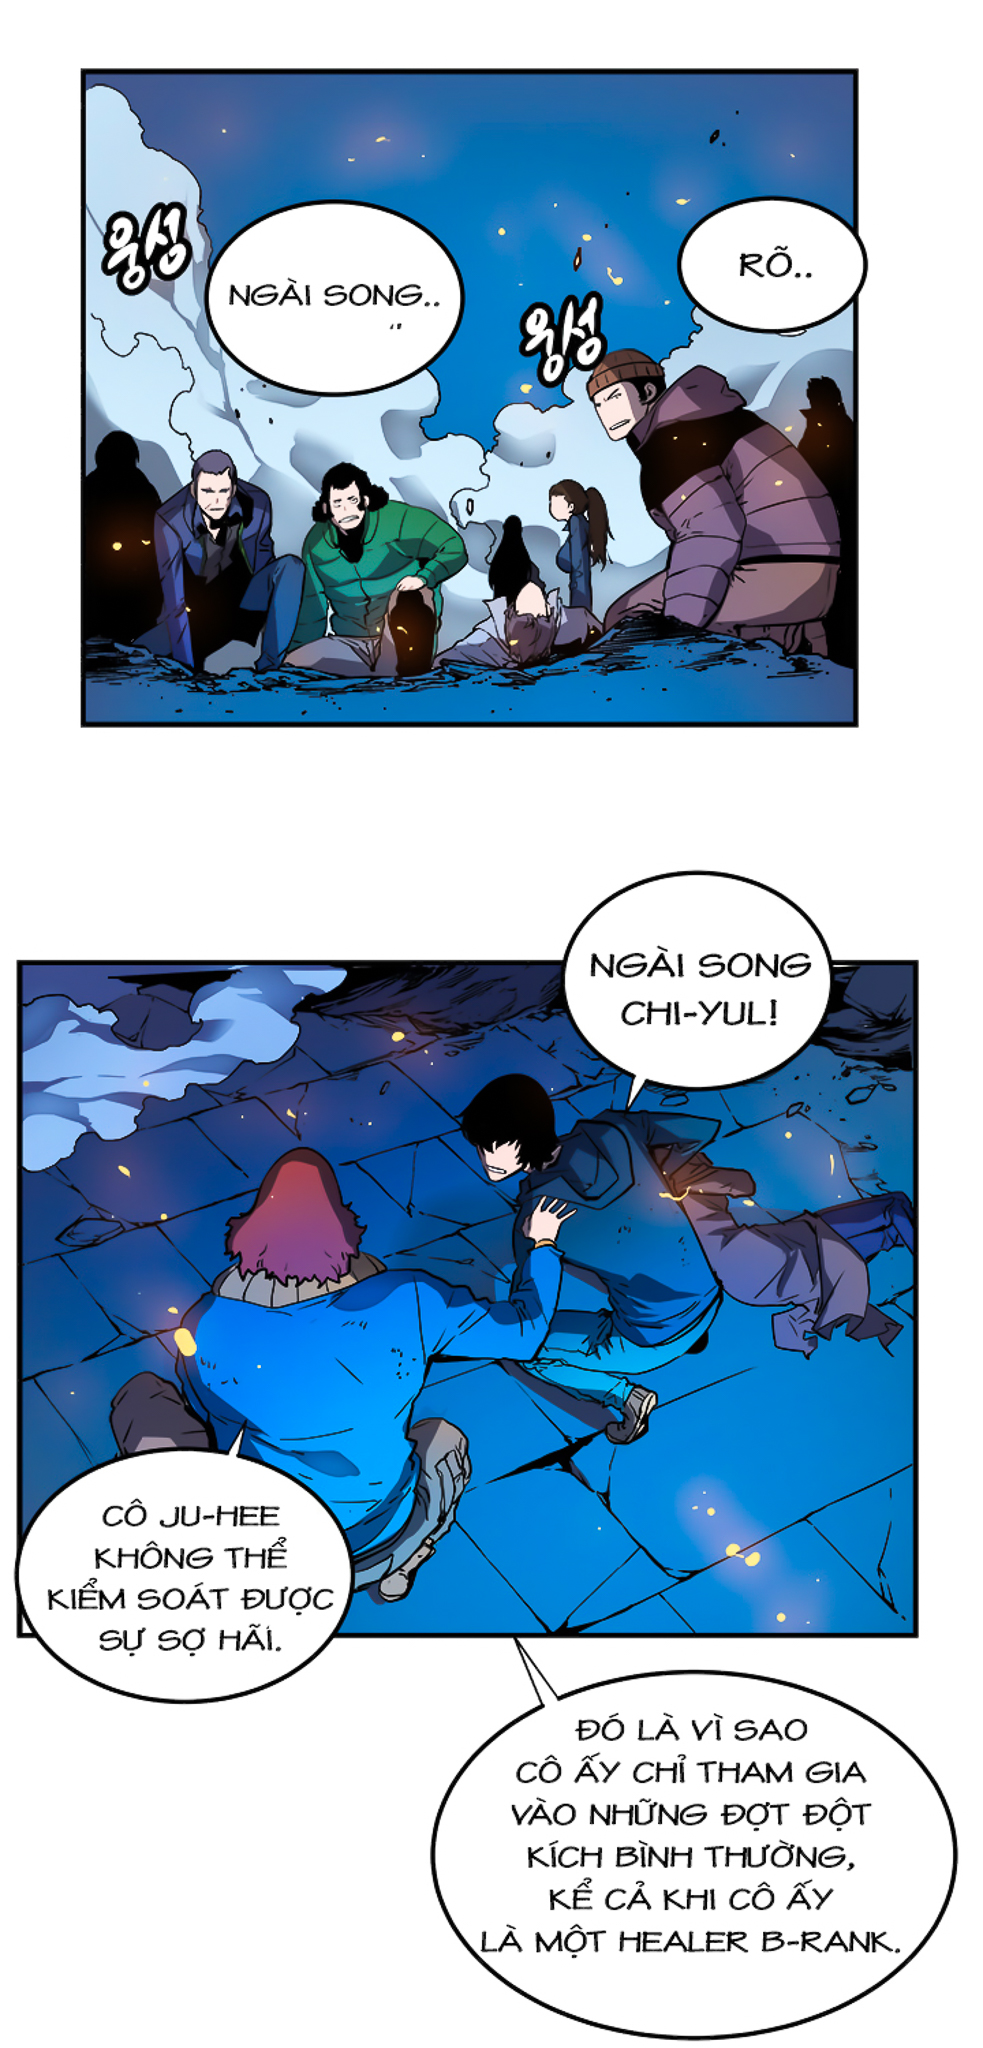 웅성
NGÀI SONG..
RÕ..
웅성
NGÀI SONG
CHI-YUL!
CÔ JU-HEE
KHÔNG THỂ
KIỂM SOÁT ĐƯỢC
SỰ SỢ HÃI.
ĐÓ LÀ VÌ SAO
CÔ ẤY CHỈ THAM GIA
VÀO NHỮNG ĐỢT ĐỘT
KÍCH BÌNH THƯỜNG,
KỂ CẢ KHI CÔ ẤY
LÀ MỘT HEALER B-RANK.